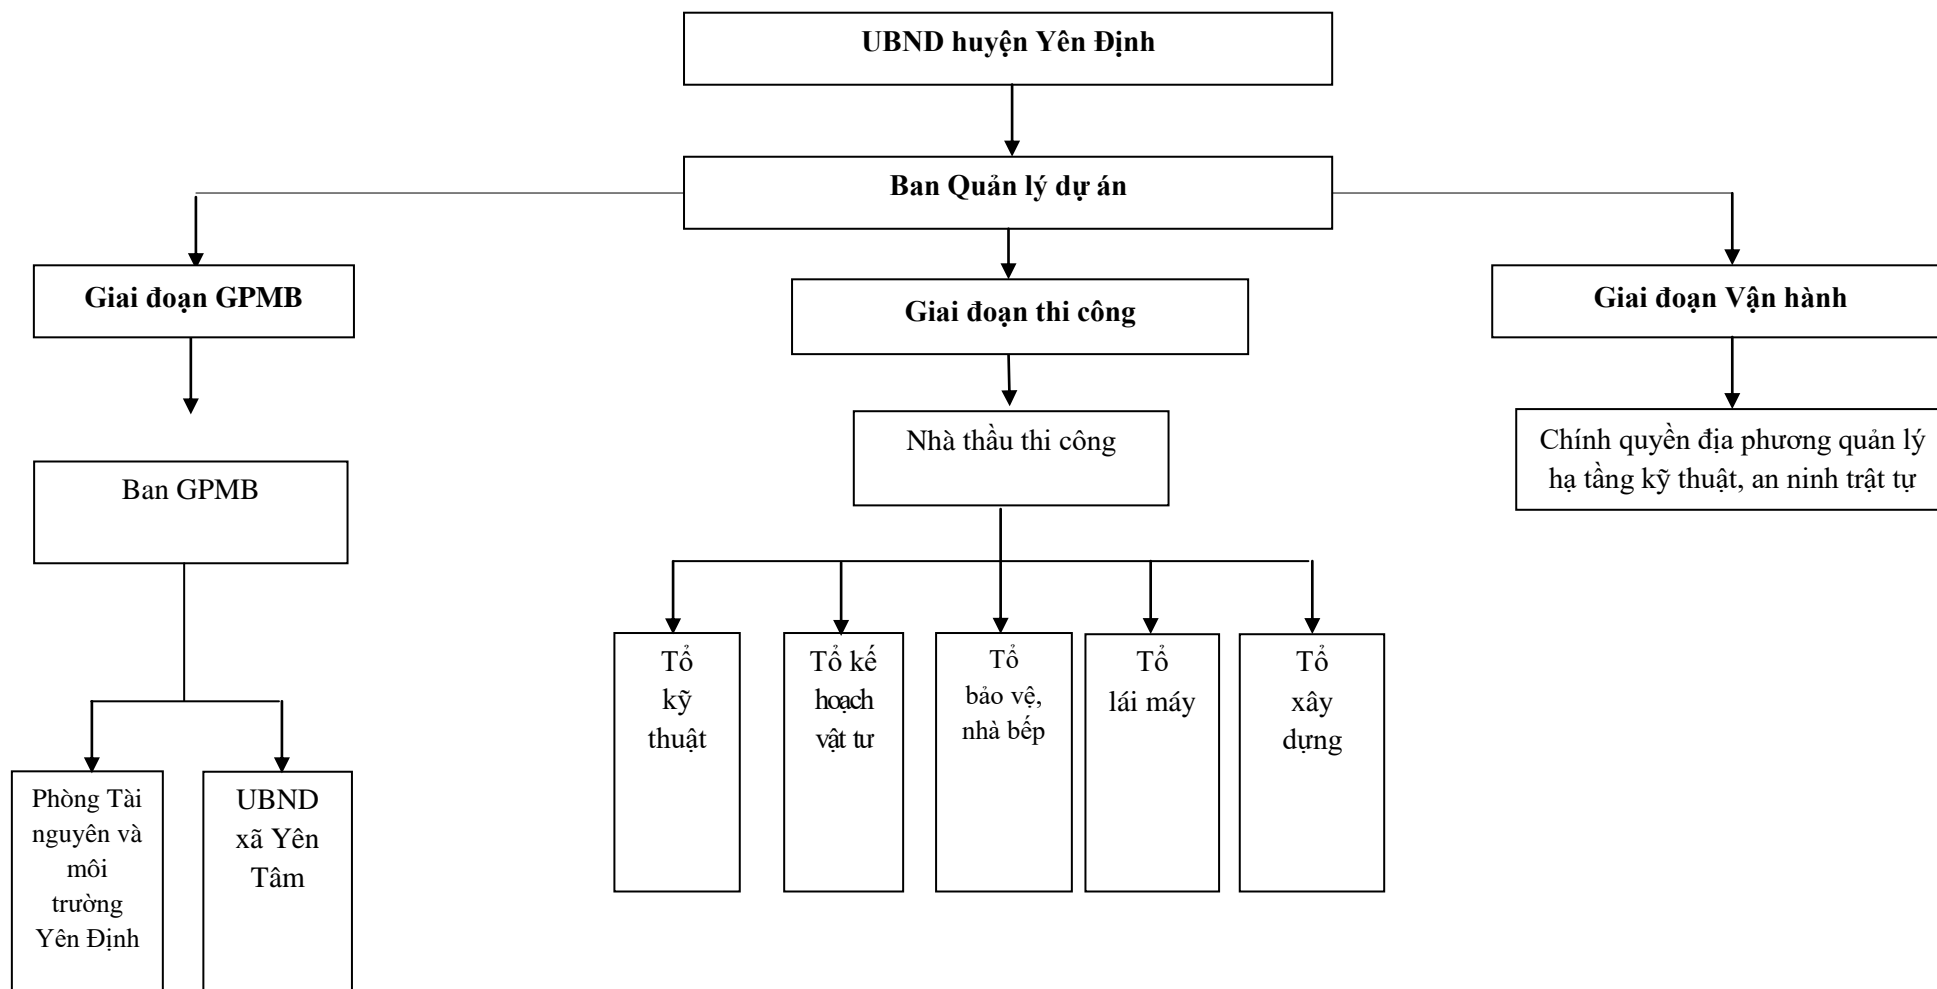 UBND huyện Yên Định
Ban Quản lý dự án
Giai đoạn GPMB
Giai đoạn thi công
Giai đoạn Vận hành
Ban GPMB
Nhà thầu thi công
Chính quyền địa phương quản lý
hạ tầng kỹ thuật, an ninh trật tự
Tổ
kỹ
thuật
Tổ kế
hoạch
vật tư
Tổ
bảo vệ,
nhà bếp
Tổ
lái máy
Tổ
xây
dựng
Phòng Tài
nguyên và
môi
trường
Yên Định
UBND
xã Yên
Tâm